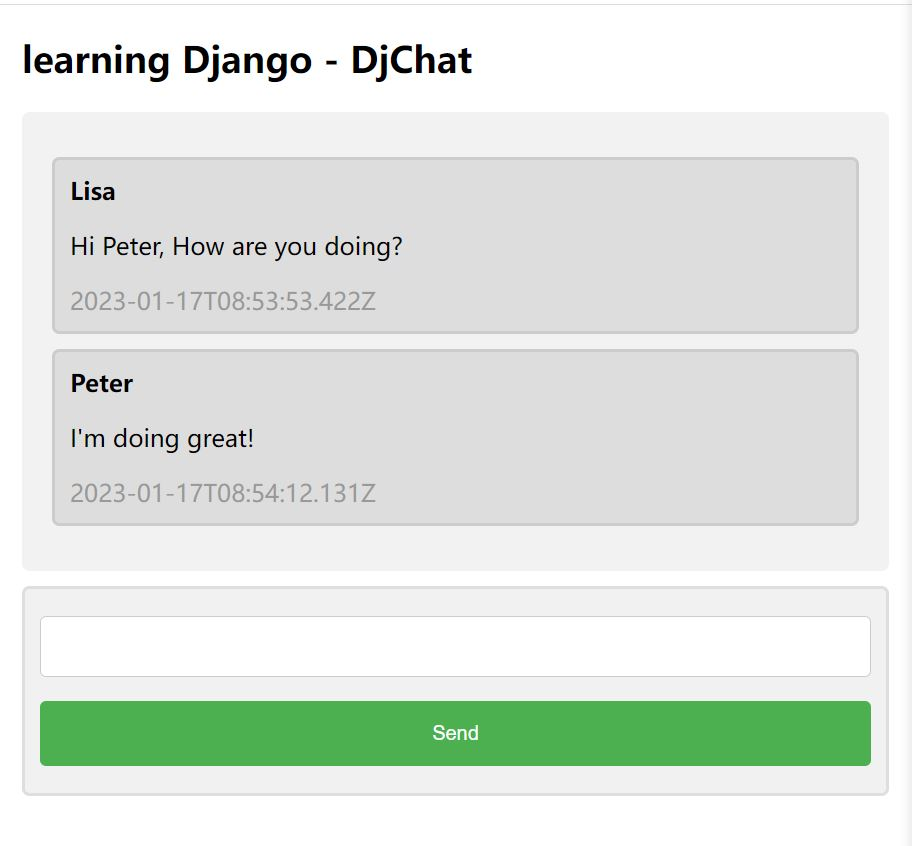 learning Django - DjChat
Lisa
Hi Peter, How are you doing?
2023-01-17T08:53:53.422Z
Peter
I'm doing great!
2023-01-17T08:54:12.131Z
Send